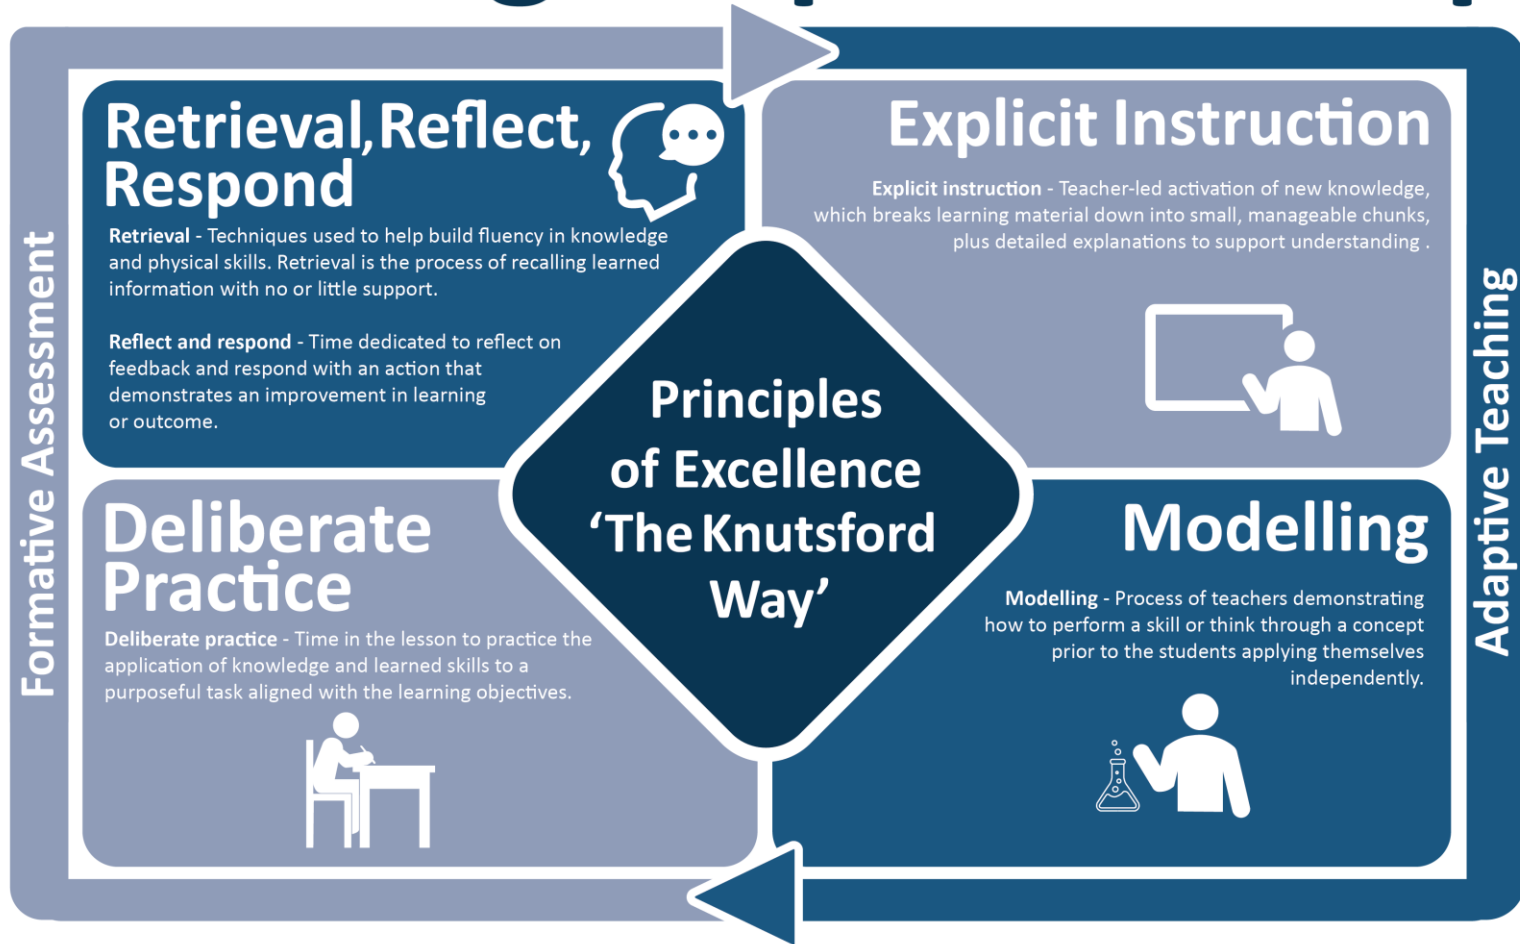 Formative Assessment
Retrieval, Reflect,
Respond
Retrieval - Techniques used to help build fluency in knowledge
and physical skills. Retrieval is the process of recalling learned
information with no or little support.
Reflect and respond - Time dedicated to reflect on
feedback and respond with an action that
demonstrates an improvement in learning
or outcome.
Explicit Instruction
Explicit instruction - Teacher-led activation of new knowledge,
which breaks learning material down into small, manageable chunks,
plus detailed explanations to support understanding .
Principles
of Excellence
‘The Knutsford
Way’
Deliberate
Practice
Deliberate practice - Time in the lesson to practice the
application of knowledge and learned skills to a
purposeful task aligned with the learning objectives.
Modelling
Modelling - Process of teachers demonstrating
how to perform a skill or think through a concept
prior to the students applying themselves
independently.
Adaptive Teaching